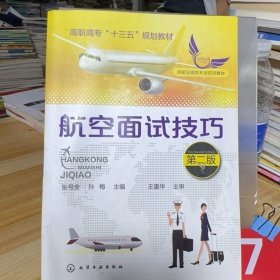 高职高专“十三五”规划教材
航空面试技巧
HANGKONG
MIANSHI
JIQIAO
第二版
张号全 孙梅 主编 王重华 主审
化学工业出版社
7